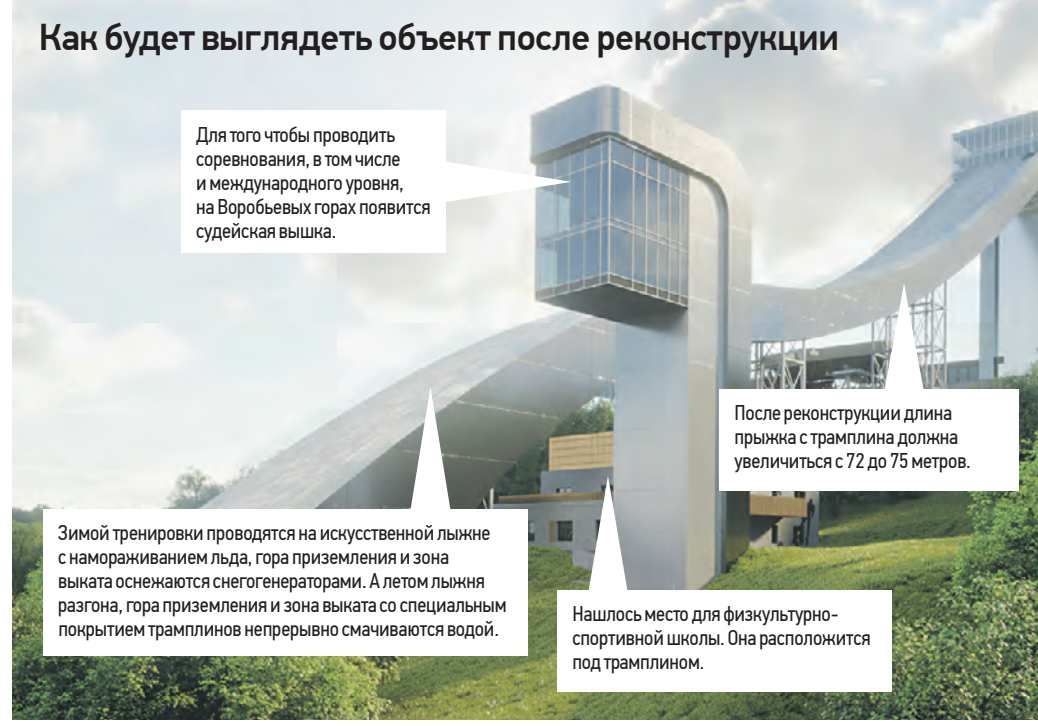 Как будет выглядеть объект после реконструкции
Для того чтобы проводить
соревнования, в том числе
и международного уровня,
на Воробьевых горах появится
судейская вышка.
После реконструкции длина
прыжка с трамплина должна
увеличиться с 72 до 75 метров.
Зимой тренировки проводятся на искусственной лыжне
с намораживанием льда, гора приземления и зона
выката оснежаются снегогенераторами. А летом лыжня
разгона, гора приземления и зона выката со специальным
покрытием трамплинов непрерывно смачиваются водой.
Нашлось место для физкультурно-
спортивной школы. Она расположится
под трамплином.